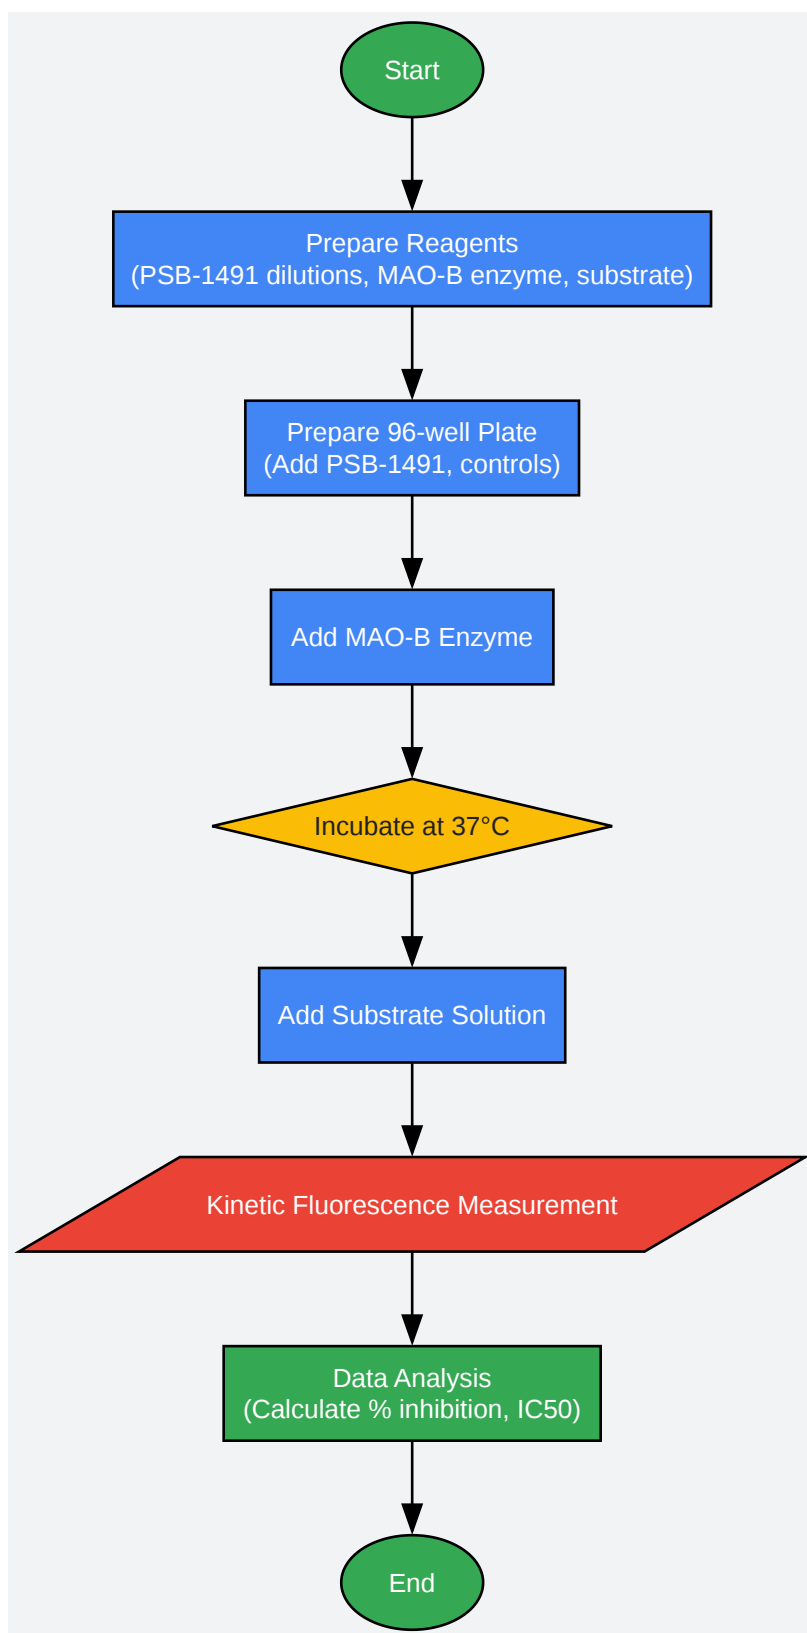 Start
Prepare Reagents
(PSB-1491 dilutions, MAO-B enzyme, substrate)
Prepare 96-well Plate
(Add PSB-1491, controls)
Add MAO-B Enzyme
Incubate at 37°C
Add Substrate Solution
Kinetic Fluorescence Measurement
Data Analysis
(Calculate % inhibition, IC50)
End